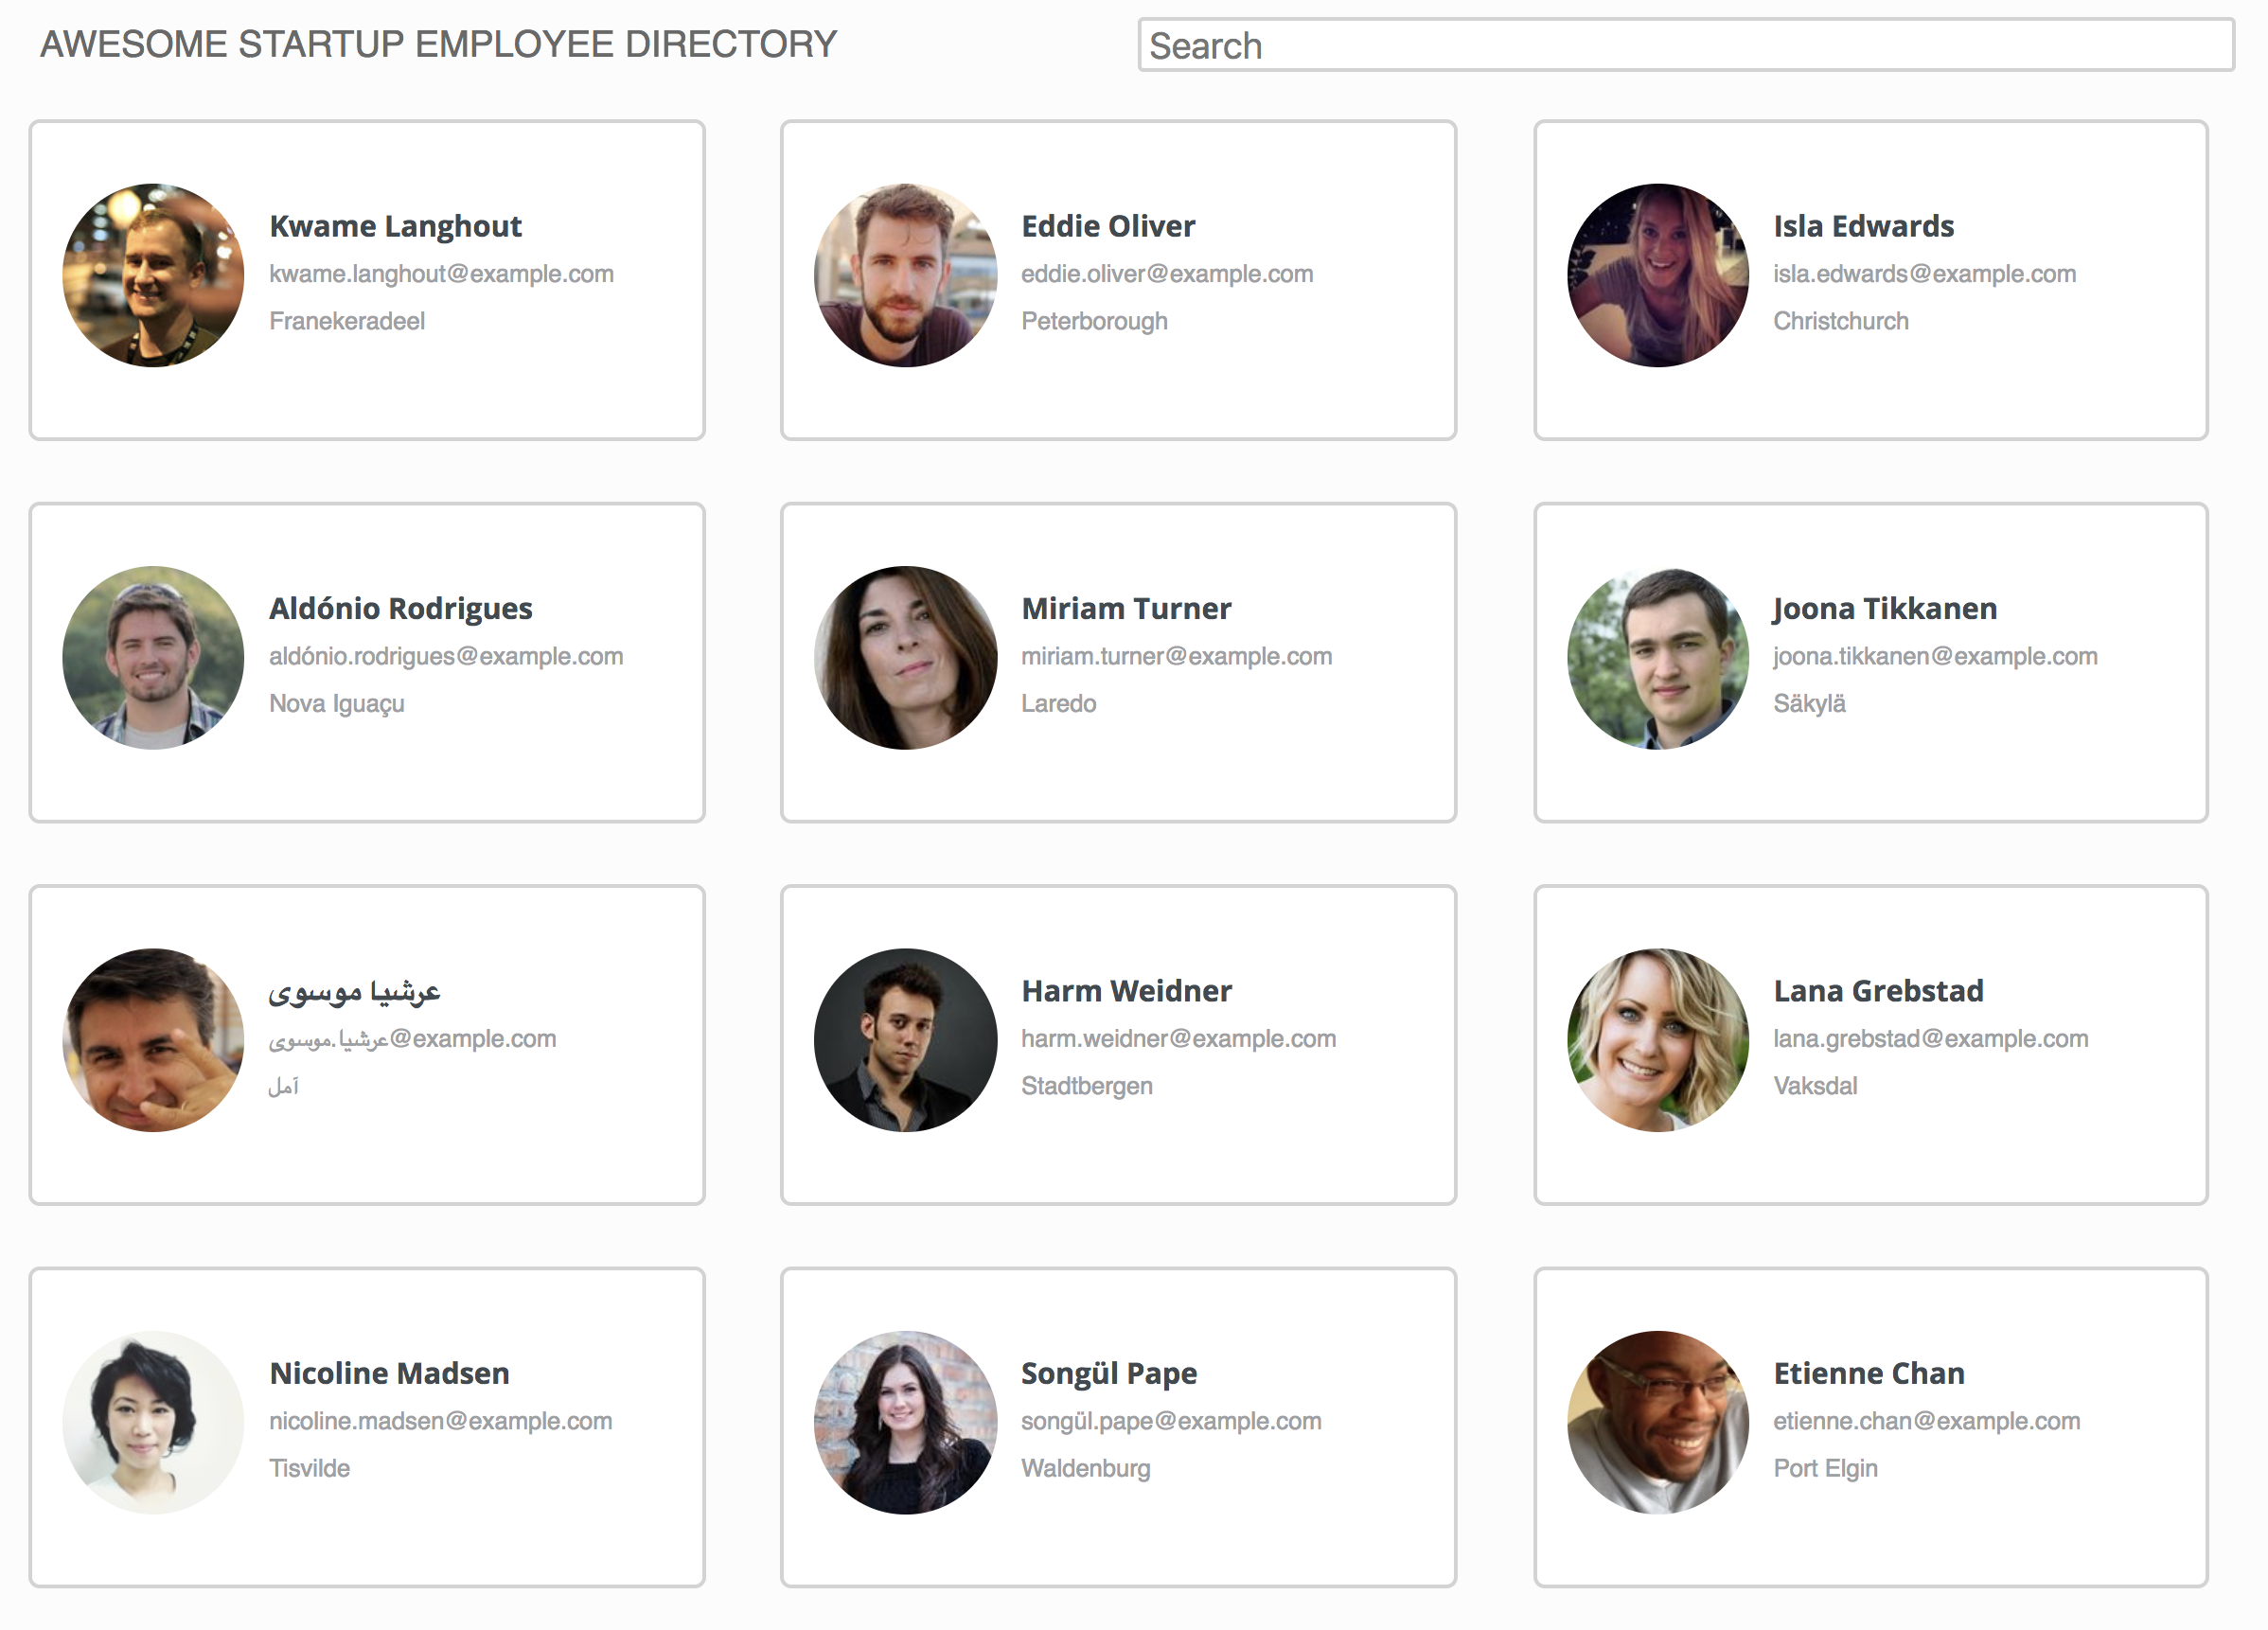 AWESOME STARTUP EMPLOYEE DIRECTORY
Search
Kwame Langhout
kwame.langhout@example.com
Franekeradeel
Eddie Oliver
eddie.oliver@example.com
Peterborough
Isla Edwards
isla.edwards@example.com
Christchurch
Aldónio Rodrigues
aldónio.rodrigues@example.com
Nova Iguaçu
Miriam Turner
miriam.turner@example.com
Laredo
Joona Tikkanen
joona.tikkanen@example.com
Säkylä
عرشیا موسوی
عرشیا.موسوی@example.com
آمل
Harm Weidner
harm.weidner@example.com
Stadtbergen
Lana Grebstad
lana.grebstad@example.com
Vaksdal
Nicoline Madsen
nicoline.madsen@example.com
Tisvilde
Songül Pape
songül.pape@example.com
Waldenburg
Etienne Chan
etienne.chan@example.com
Port Elgin